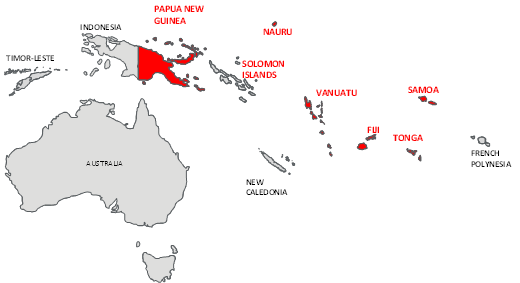 PAPUA NEW
GUINEA
INDONESIA
NAURU
TIMOR-LESTE
SOLOMON
ISLANDS
VANUATU
SAMOA
FIJI
TONGA
AUSTRALIA
FRENCH
POLYNESIA
NEW
CALEDONIA